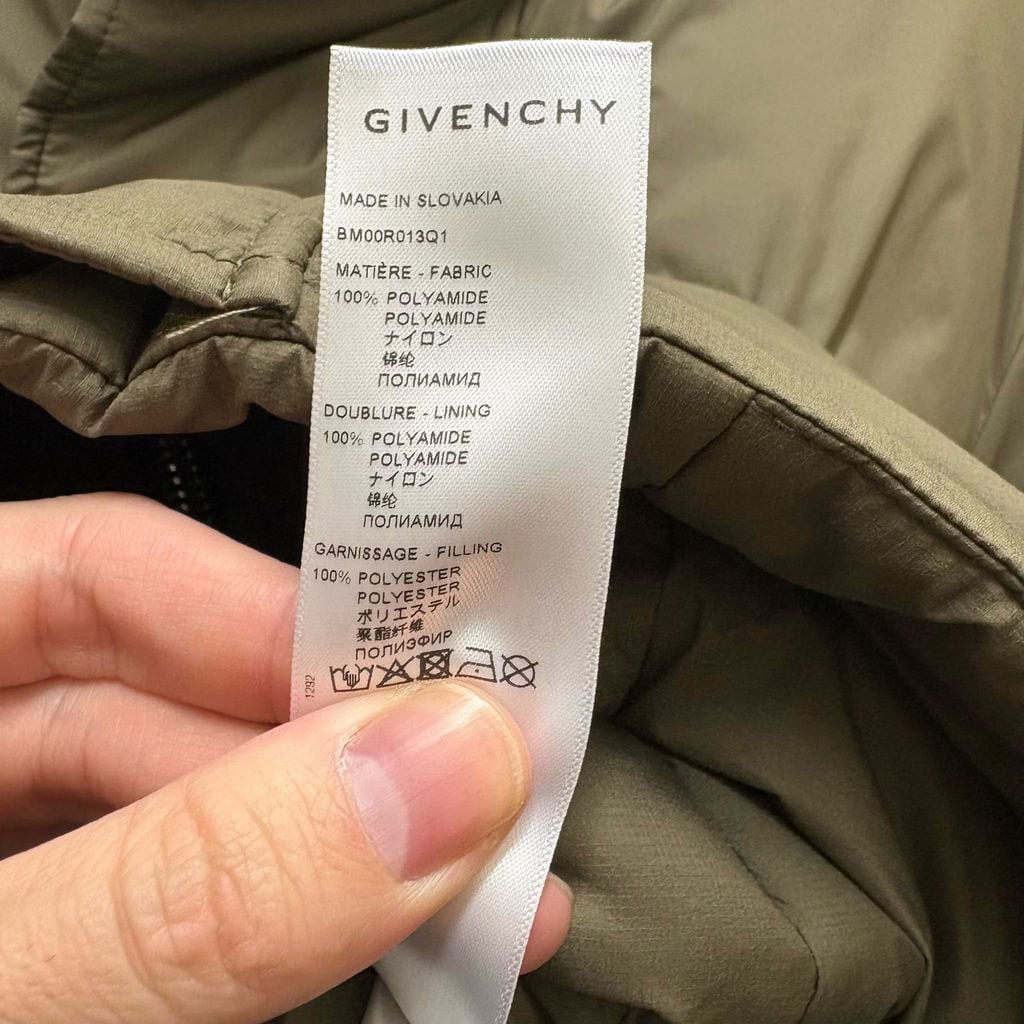 GIVENCHY
MADE IN SLOVAKIA
BM00R013Q1
MATIÈRE - FABRIC
100% POLYAMIDE
POLYAMIDE
ナイロン
锦纶
ПОЛИАМИД
DOUBLURE - LINING
100% POLYAMIDE
POLYAMIDE
ナイロン
锦纶
ПОЛИАМИД
GARNISSAGE - FILLING
100% POLYESTER
POLYESTER
ポリエステル
聚酯纤维
ПОЛИЭФИР
1292